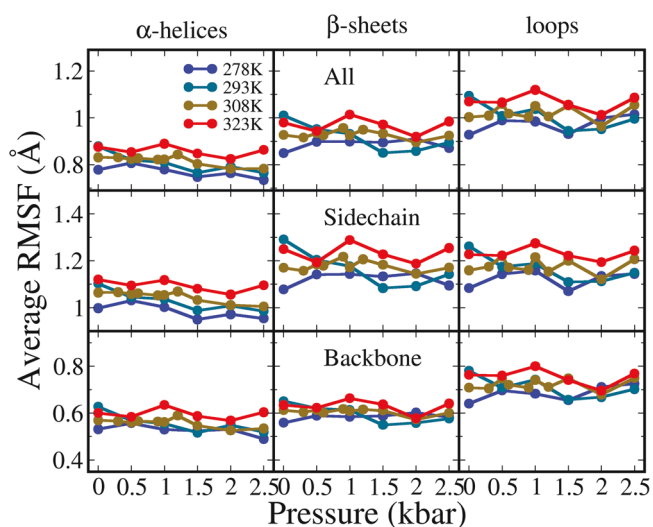 α-helices β-sheets loops
All
278K
293K
308K
323K
1.2
1
0.8
Sidechain
1.4
1.2
1
Backbone
0.8
0.6
0.4
Average RMSF (Å)
0 0.5 1 1.5 2 2.5 0 0.5 1 1.5 2 2.5 0 0.5 1 1.5 2 2.5
Pressure (kbar)